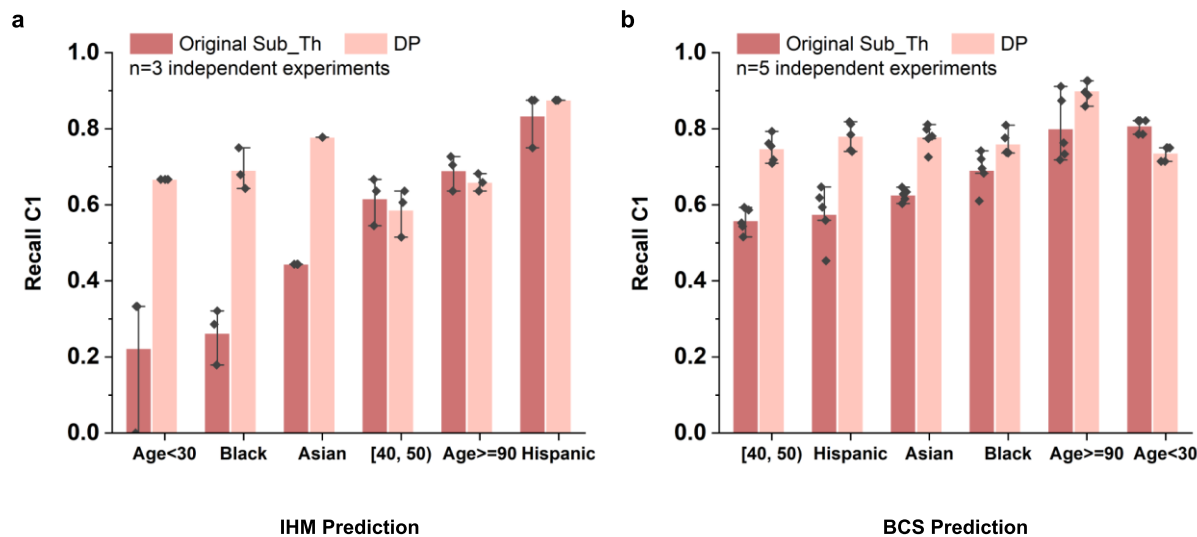 a
Original Sub_Th DP
n=3 independent experiments
Recall C1
1.0
0.8
0.6
0.4
0.2
0.0
Age<30 Black Asian [40, 50) Age>=90 Hispanic
IHM Prediction
b
Original Sub_Th DP
n=5 independent experiments
Recall C1
1.0
0.8
0.6
0.4
0.2
0.0
[40, 50) Hispanic Asian Black Age>=90 Age<30
BCS Prediction